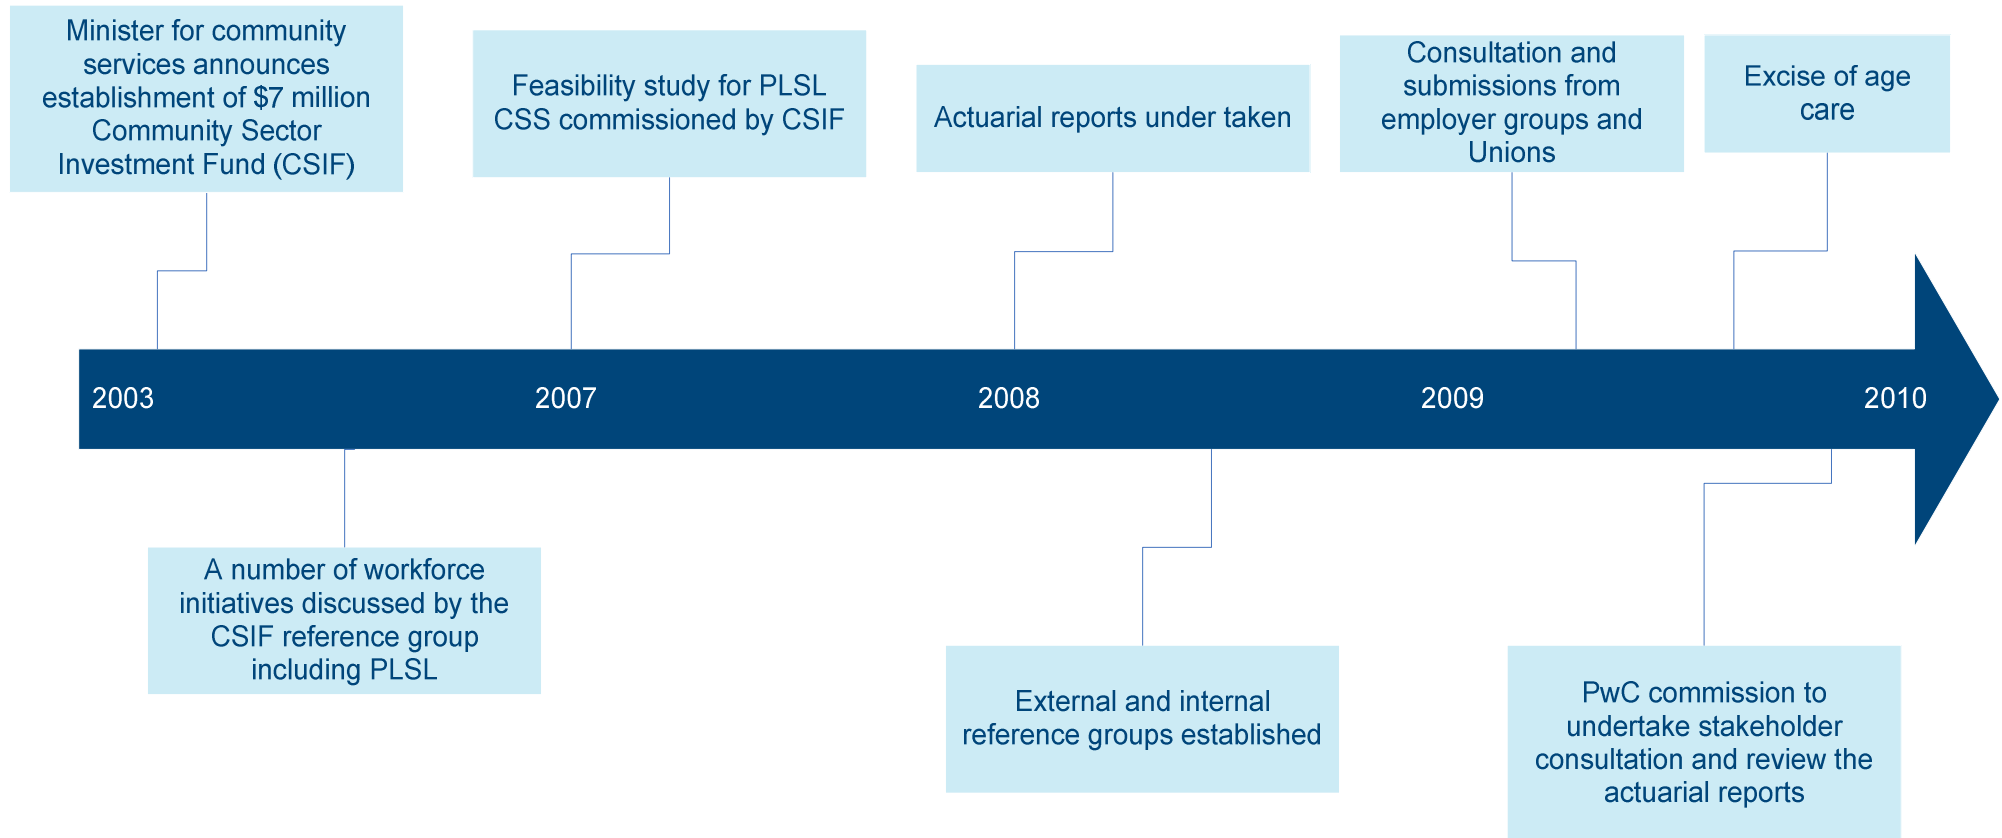 Minister for community
services announces
establishment of $7 million
Community Sector
Investment Fund (CSIF)
Feasibility study for PLSL
CSS commissioned by CSIF
Actuarial reports under taken
Consultation and
submissions from
employer groups and
Unions
Excise of age
care
2003
2007
2008
2009
2010
A number of workforce
initiatives discussed by the
CSIF reference group
including PLSL
External and internal
reference groups established
PwC commission to
undertake stakeholder
consultation and review the
actuarial reports